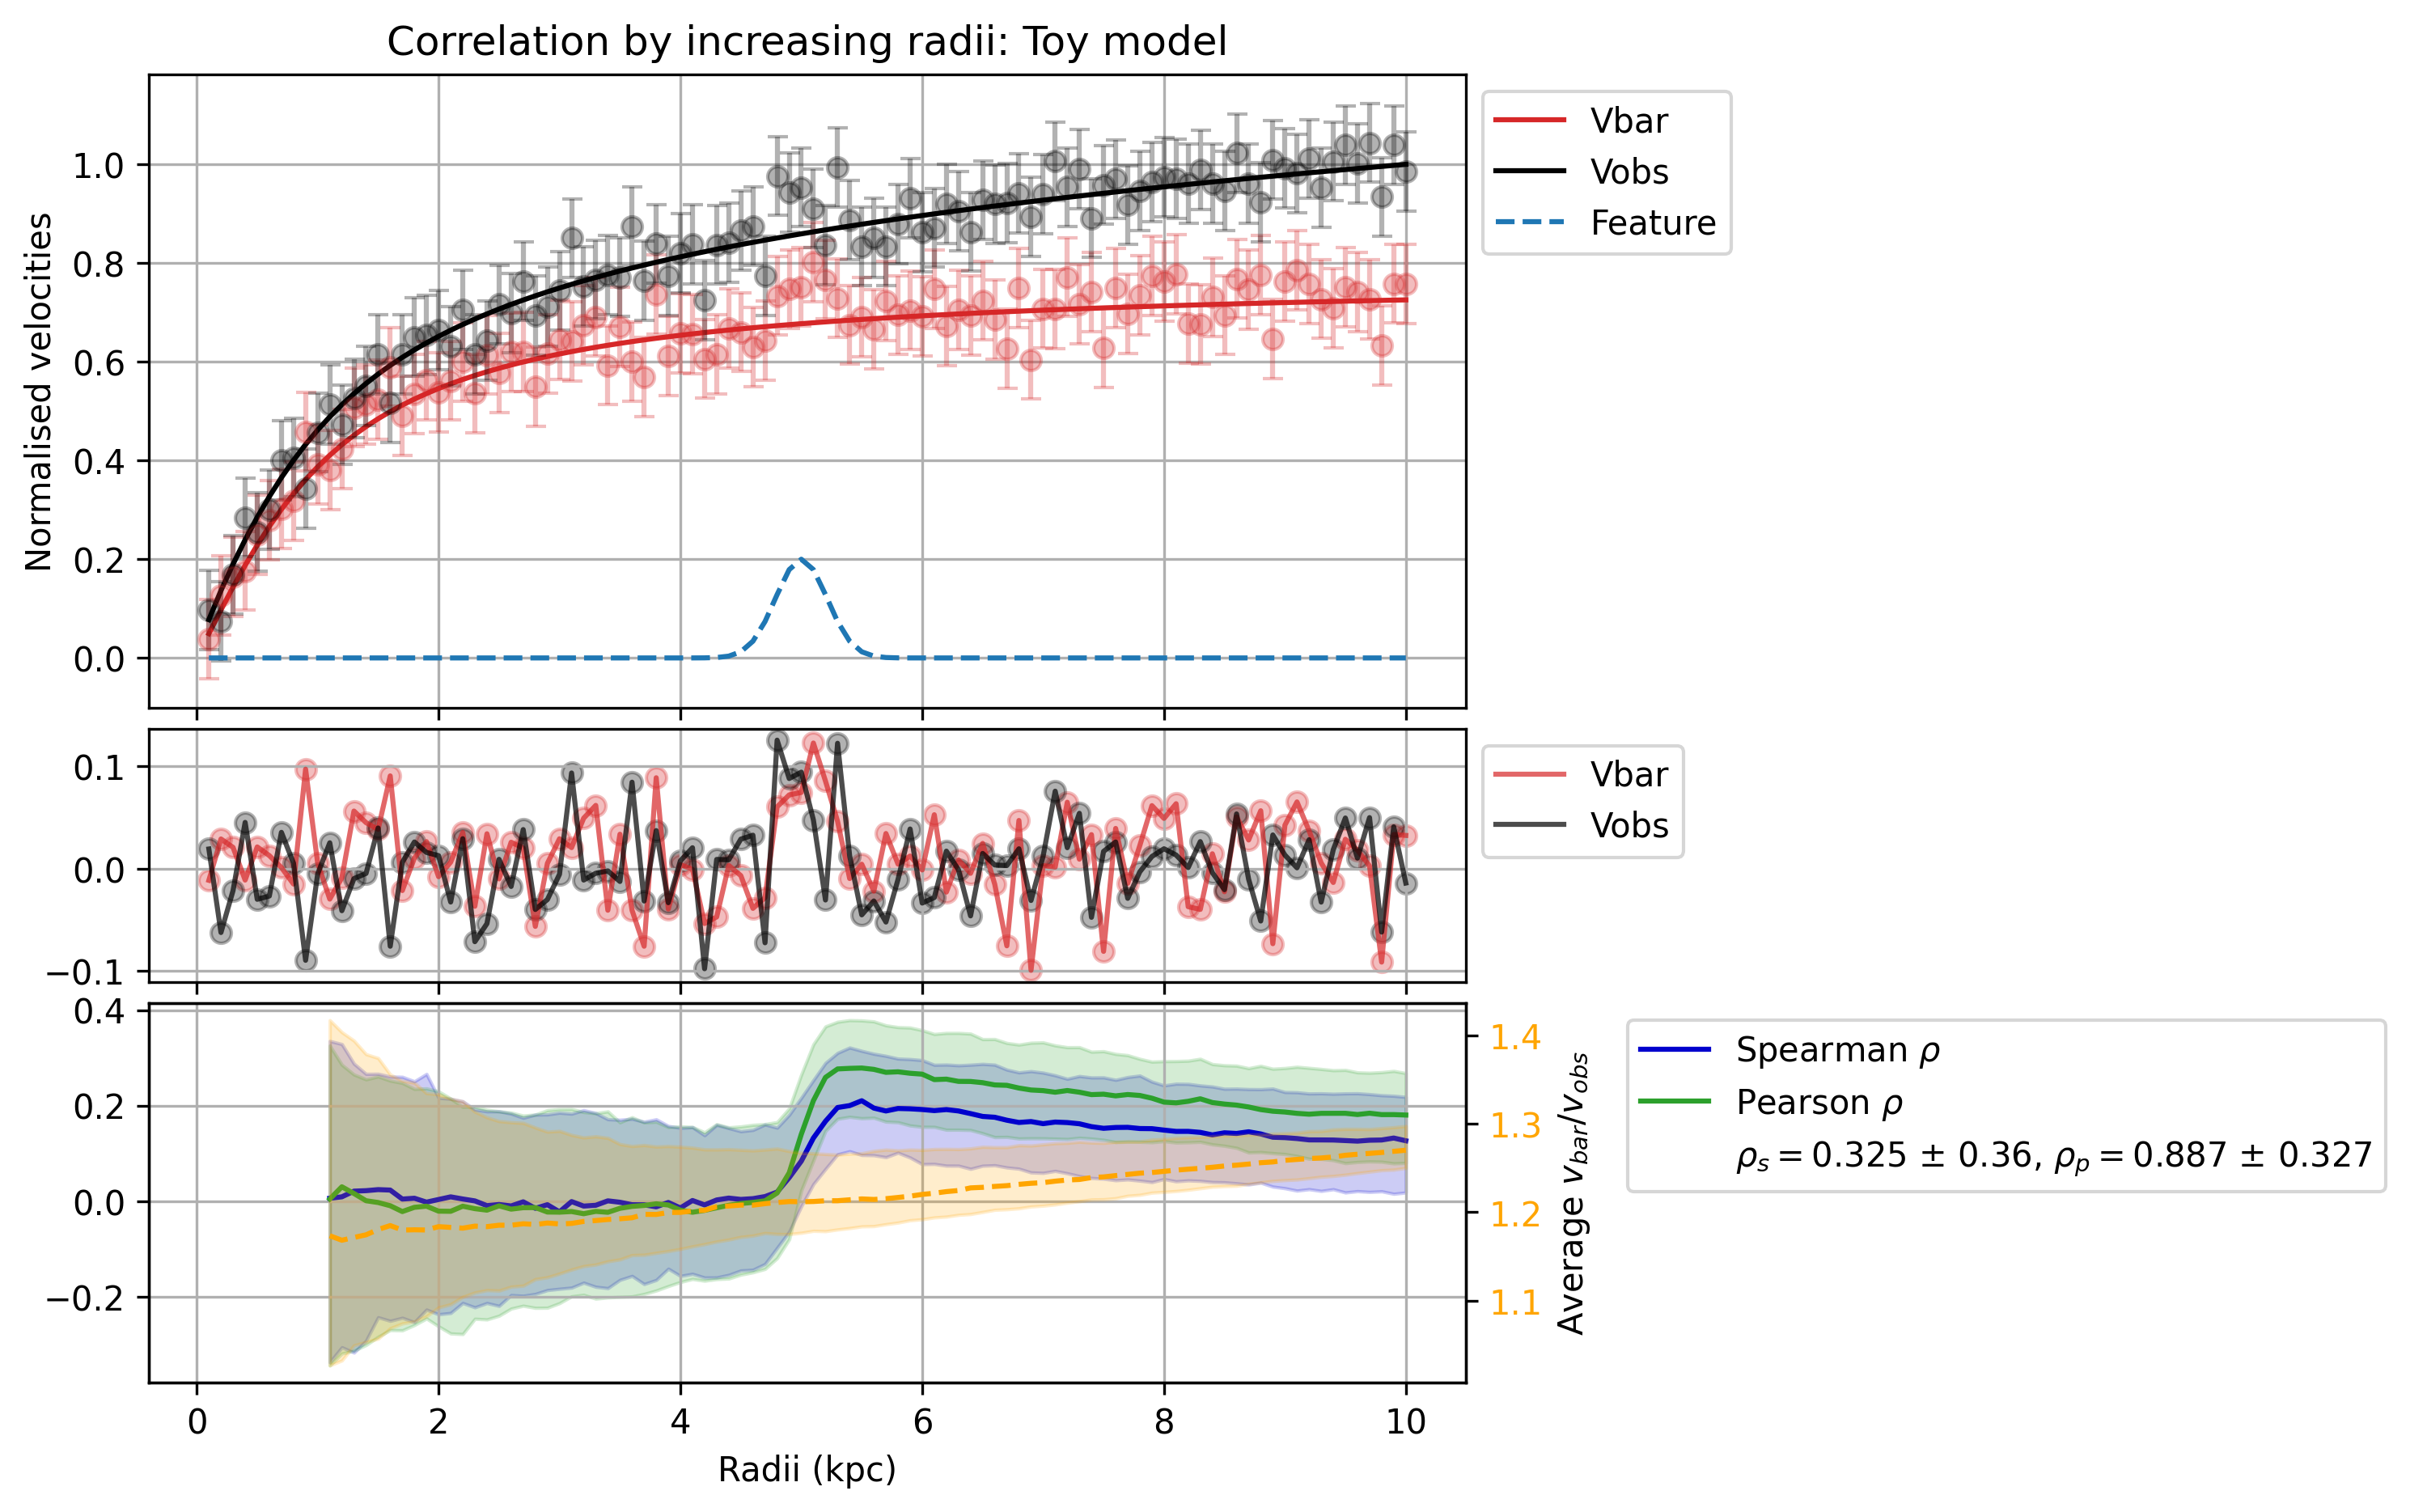 Correlation by increasing radii: Toy model
Normalised velocities
1.0
0.8
0.6
0.4
0.2
0.0
Vbar
Vobs
Feature
0.1
0.0
−0.1
Vbar
Vobs
0.4
0.2
0.0
−0.2
1.4
1.3
1.2
1.1
Average v_bar/v_obs
Spearman ρ
Pearson ρ
ρ_s = 0.325 ± 0.36, ρ_p = 0.887 ± 0.327
0 2 4 6 8 10
Radii (kpc)